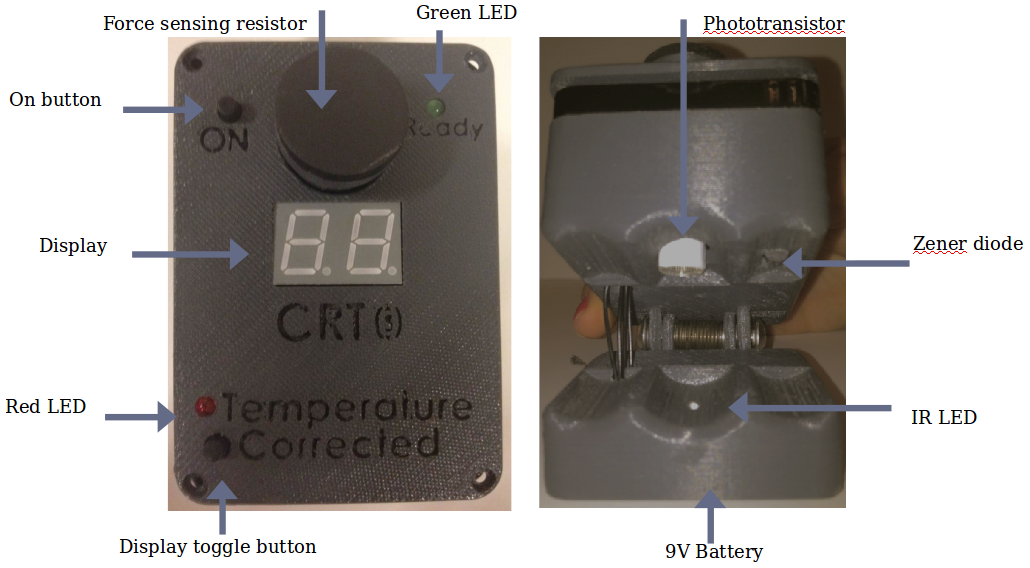 Force sensing resistor
Green LED
Phototransistor
On button
ON
Ready
Display
88
Zener diode
CRT(s)
Red LED
Temperature
Corrected
IR LED
Display toggle button
9V Battery